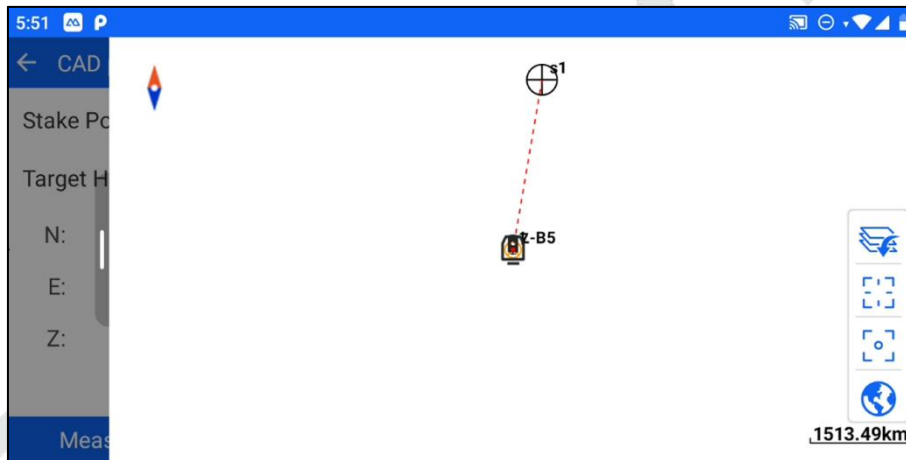 5:51
CAD
s1
Stake Po
Target H
N:
z-B5
E:
Z:
1513.49km
Meas